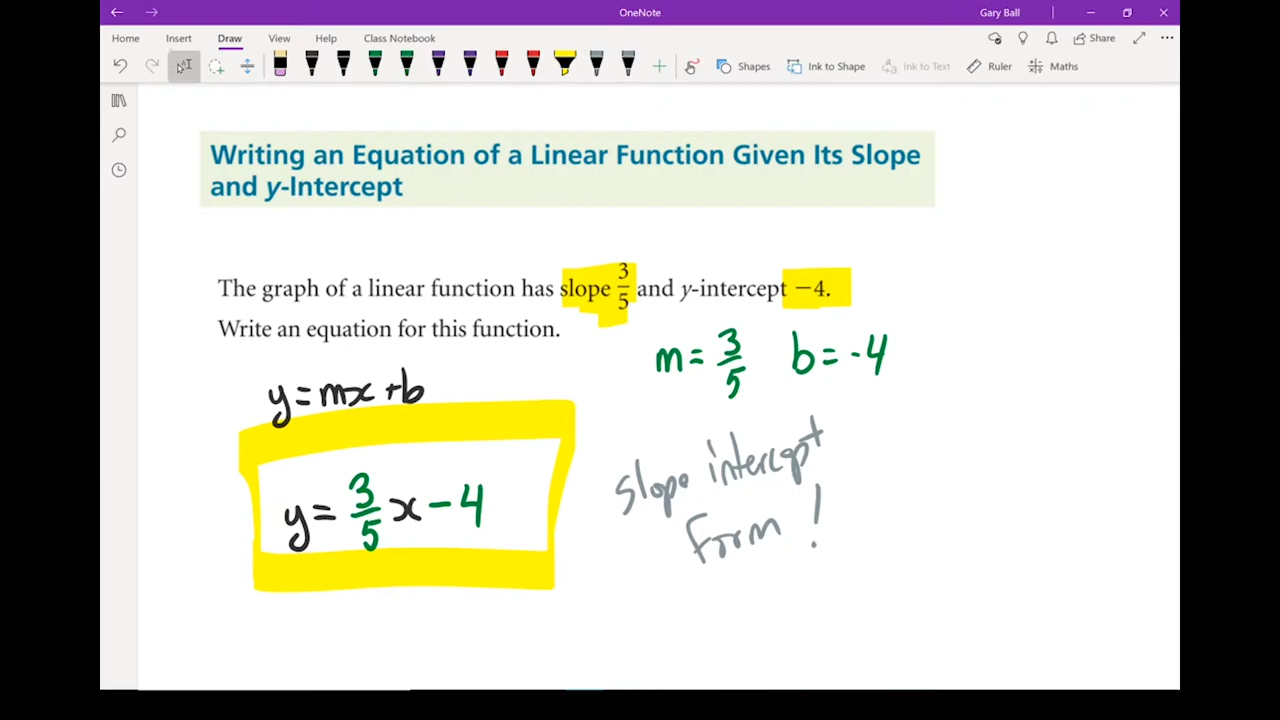 OneNote
Gary Ball
Home Insert Draw View Help Class Notebook
Share
Shapes Ink to Shape Ink to Text Ruler Maths
Writing an Equation of a Linear Function Given Its Slope
and y-Intercept
The graph of a linear function has slope 3/5 and y-intercept −4.
Write an equation for this function.
m = 3/5 b = -4
y = mx + b
y = 3/5 x - 4
slope intercept
Form !